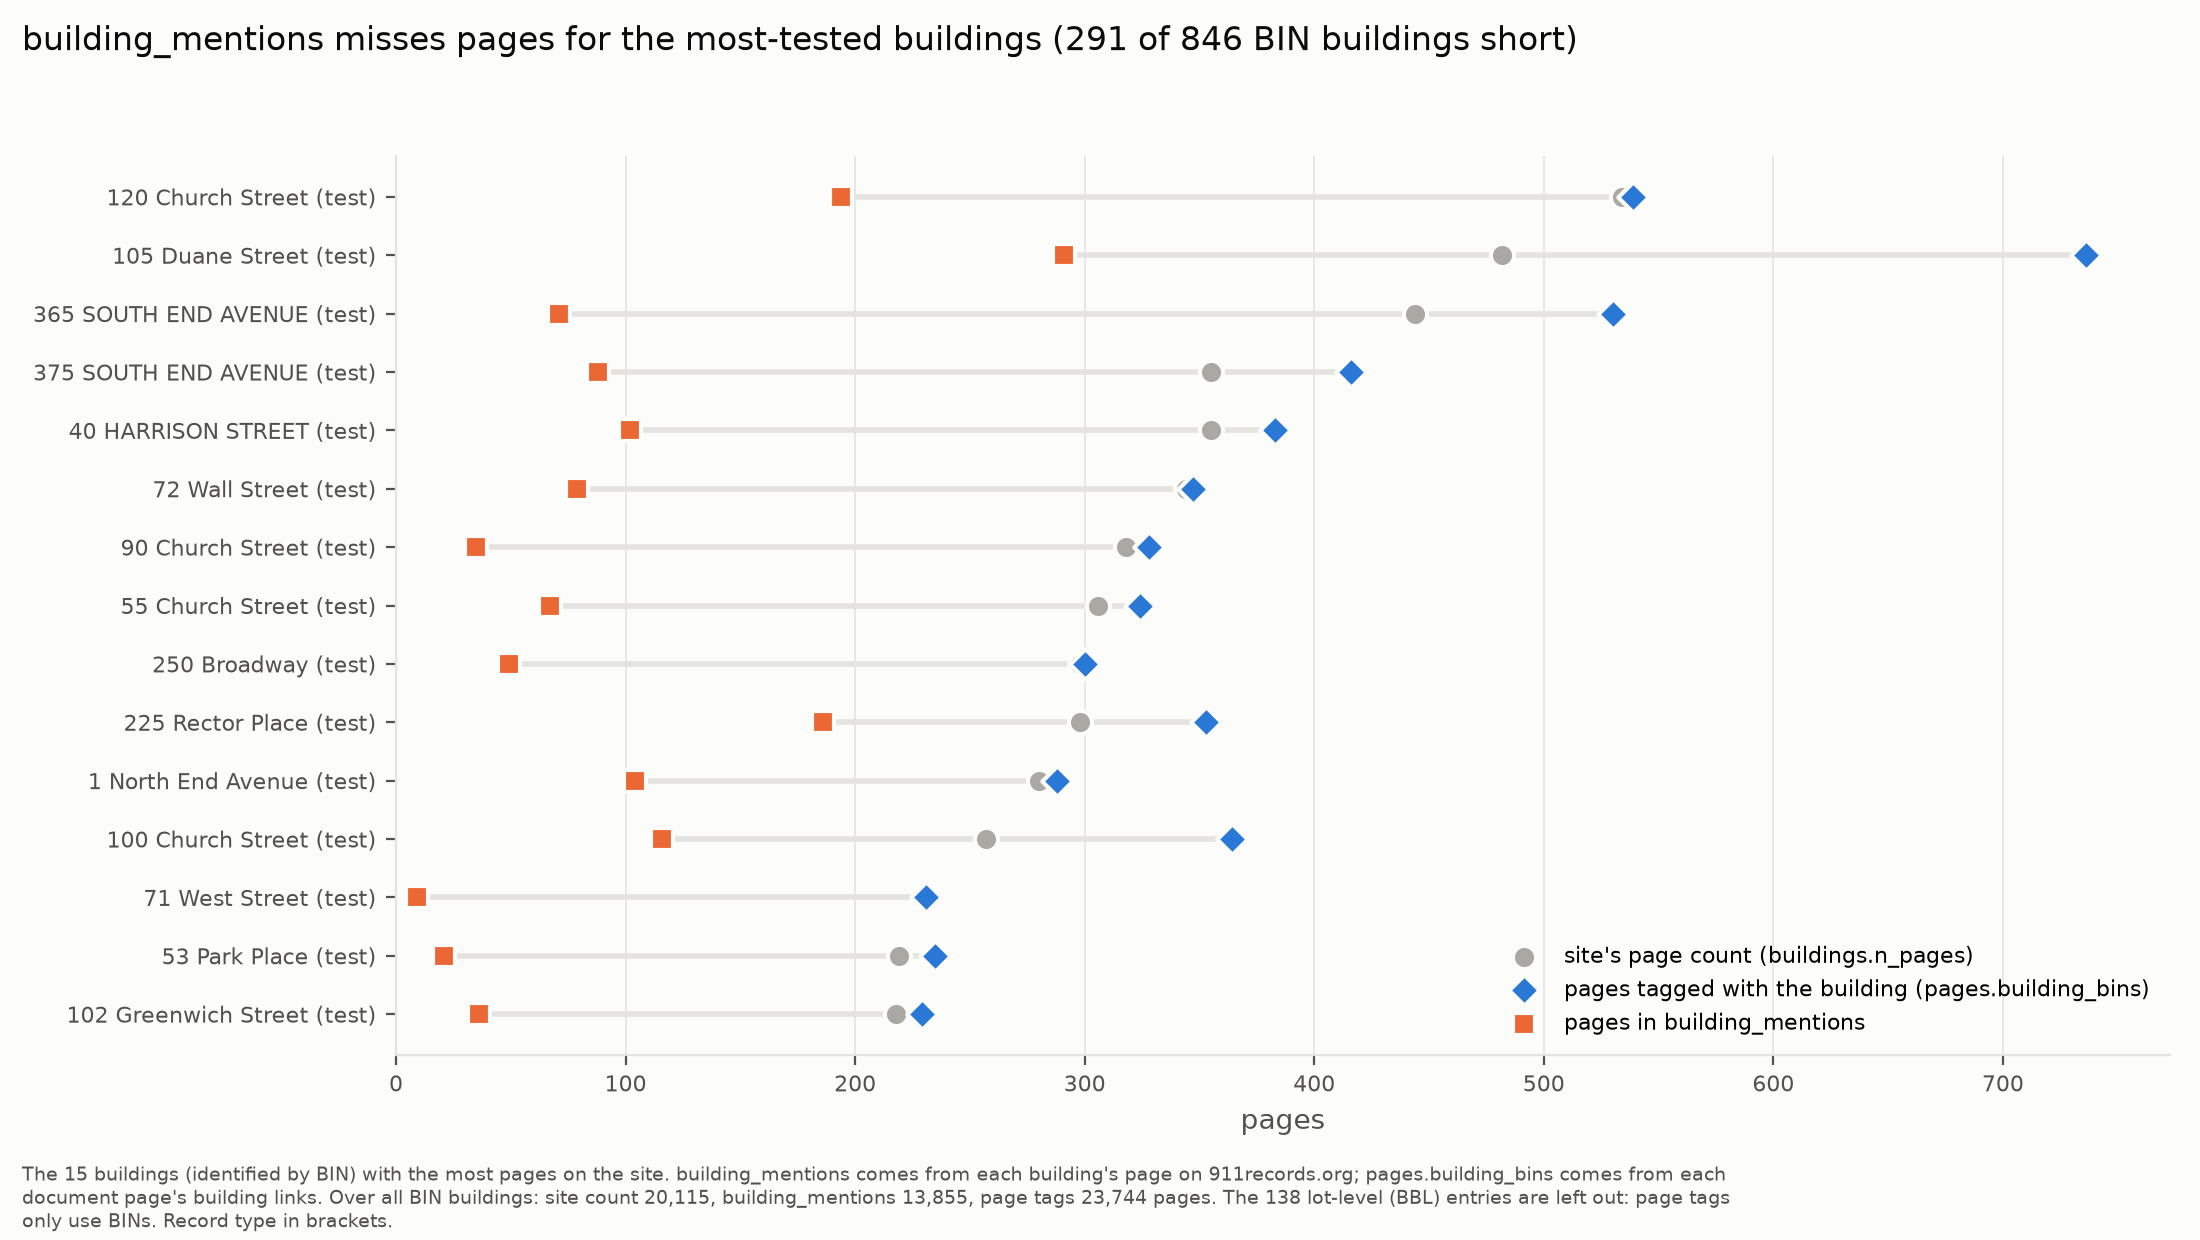 building_mentions misses pages for the most-tested buildings (291 of 846 BIN buildings short)
120 Church Street (test)
105 Duane Street (test)
365 SOUTH END AVENUE (test)
375 SOUTH END AVENUE (test)
40 HARRISON STREET (test)
72 Wall Street (test)
90 Church Street (test)
55 Church Street (test)
250 Broadway (test)
225 Rector Place (test)
1 North End Avenue (test)
100 Church Street (test)
71 West Street (test)
53 Park Place (test)
102 Greenwich Street (test)
site's page count (buildings.n_pages)
pages tagged with the building (pages.building_bins)
pages in building_mentions
0 100 200 300 400 500 600 700
pages
The 15 buildings (identified by BIN) with the most pages on the site. building_mentions comes from each building's page on 911records.org; pages.building_bins comes from each
document page's building links. Over all BIN buildings: site count 20,115, building_mentions 13,855, page tags 23,744 pages. The 138 lot-level (BBL) entries are left out: page tags
only use BINs. Record type in brackets.